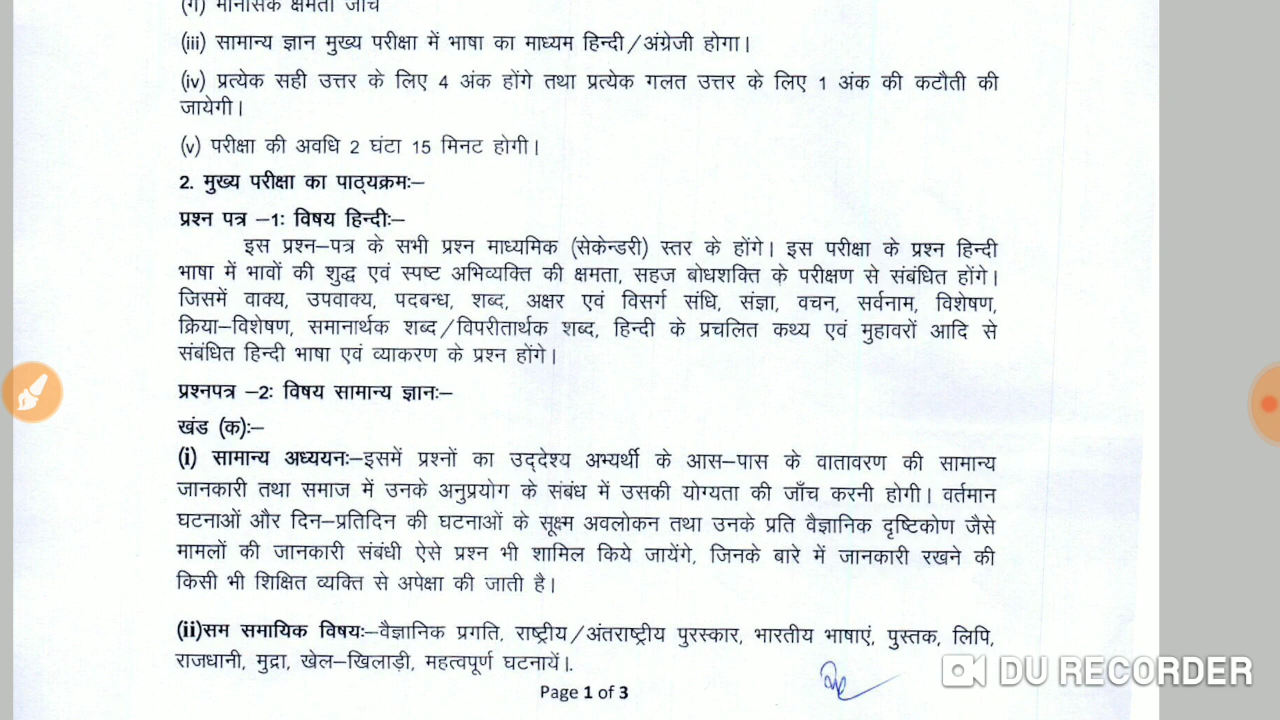 (ग) मानसिक क्षमता जाँच
(iii) सामान्य ज्ञान मुख्य परीक्षा में भाषा का माध्यम हिन्दी/अंग्रेजी होगा।
(iv) प्रत्येक सही उत्तर के लिए 4 अंक होंगे तथा प्रत्येक गलत उत्तर के लिए 1 अंक की कटौती की
जायेगी।
(v) परीक्षा की अवधि 2 घंटा 15 मिनट होगी।
2. मुख्य परीक्षा का पाठ्यक्रमः–
प्रश्न पत्र –1: विषय हिन्दीः–
इस प्रश्न–पत्र के सभी प्रश्न माध्यमिक (सेकेन्डरी) स्तर के होंगे। इस परीक्षा के प्रश्न हिन्दी
भाषा में भावों की शुद्ध एवं स्पष्ट अभिव्यक्ति की क्षमता, सहज बोधशक्ति के परीक्षण से संबंधित होंगे।
जिसमें वाक्य, उपवाक्य, पदबन्ध, शब्द, अक्षर एवं विसर्ग संधि, संज्ञा, वचन, सर्वनाम, विशेषण,
क्रिया–विशेषण, समानार्थक शब्द/विपरीतार्थक शब्द, हिन्दी के प्रचलित कथ्य एवं मुहावरों आदि से
संबंधित हिन्दी भाषा एवं व्याकरण के प्रश्न होंगे।
प्रश्नपत्र –2: विषय सामान्य ज्ञानः–
खंड (क):–
(i) सामान्य अध्ययनः–इसमें प्रश्नों का उद्देश्य अभ्यर्थी के आस–पास के वातावरण की सामान्य
जानकारी तथा समाज में उनके अनुप्रयोग के संबंध में उसकी योग्यता की जाँच करनी होगी। वर्तमान
घटनाओं और दिन–प्रतिदिन की घटनाओं के सूक्ष्म अवलोकन तथा उनके प्रति वैज्ञानिक दृष्टिकोण जैसे
मामलों की जानकारी संबंधी ऐसे प्रश्न भी शामिल किये जायेंगे, जिनके बारे में जानकारी रखने की
किसी भी शिक्षित व्यक्ति से अपेक्षा की जाती है।
(ii)सम समायिक विषयः–वैज्ञानिक प्रगति, राष्ट्रीय/अंतराष्ट्रीय पुरस्कार, भारतीय भाषाएं, पुस्तक, लिपि,
राजधानी, मुद्रा, खेल–खिलाड़ी, महत्वपूर्ण घटनायें।.
Page 1 of 3
DU RECORDER